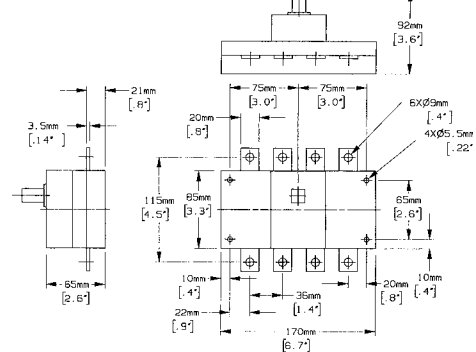 92mm
[3.6"]
21mm
[.8"]
75mm
[3.0"]
75mm
[3.0"]
20mm
[.8"]
6XØ9mm
[.4"]
4XØ5.5mm
[.22"]
3.5mm
[.14"]
115mm
[4.5"]
85mm
[3.3"]
65mm
[2.6"]
65mm
[2.6"]
10mm
[.4"]
36mm
[1.4"]
20mm
[.8"]
10mm
[.4"]
22mm
[.9"]
170mm
[6.7"]